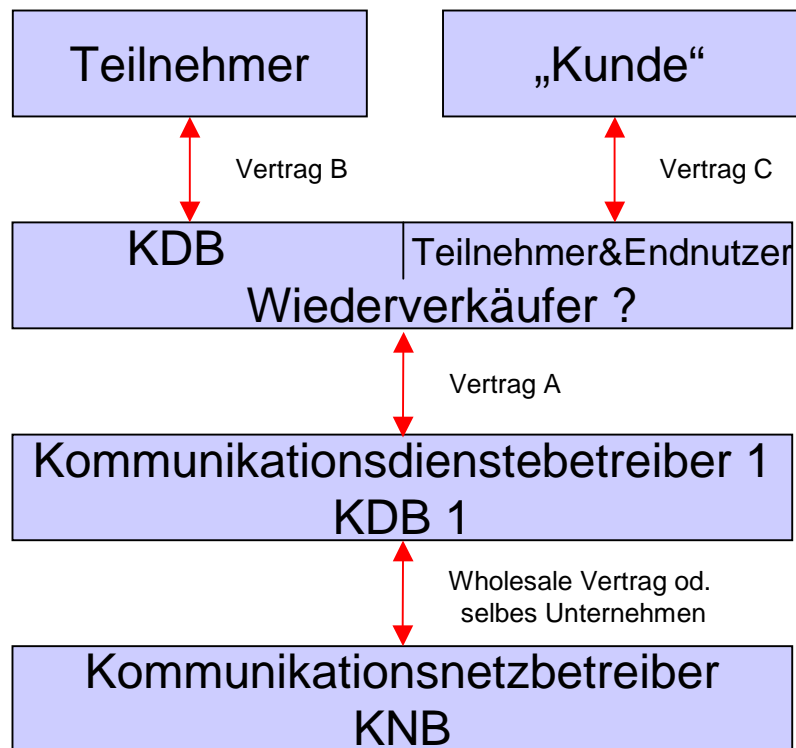 Teilnehmer
„Kunde“
Vertrag B
Vertrag C
KDB
Teilnehmer&Endnutzer
Wiederverkäufer ?
Vertrag A
Kommunikationsdienstebetreiber 1
KDB 1
Wholesale Vertrag od.
selbes Unternehmen
Kommunikationsnetzbetreiber
KNB